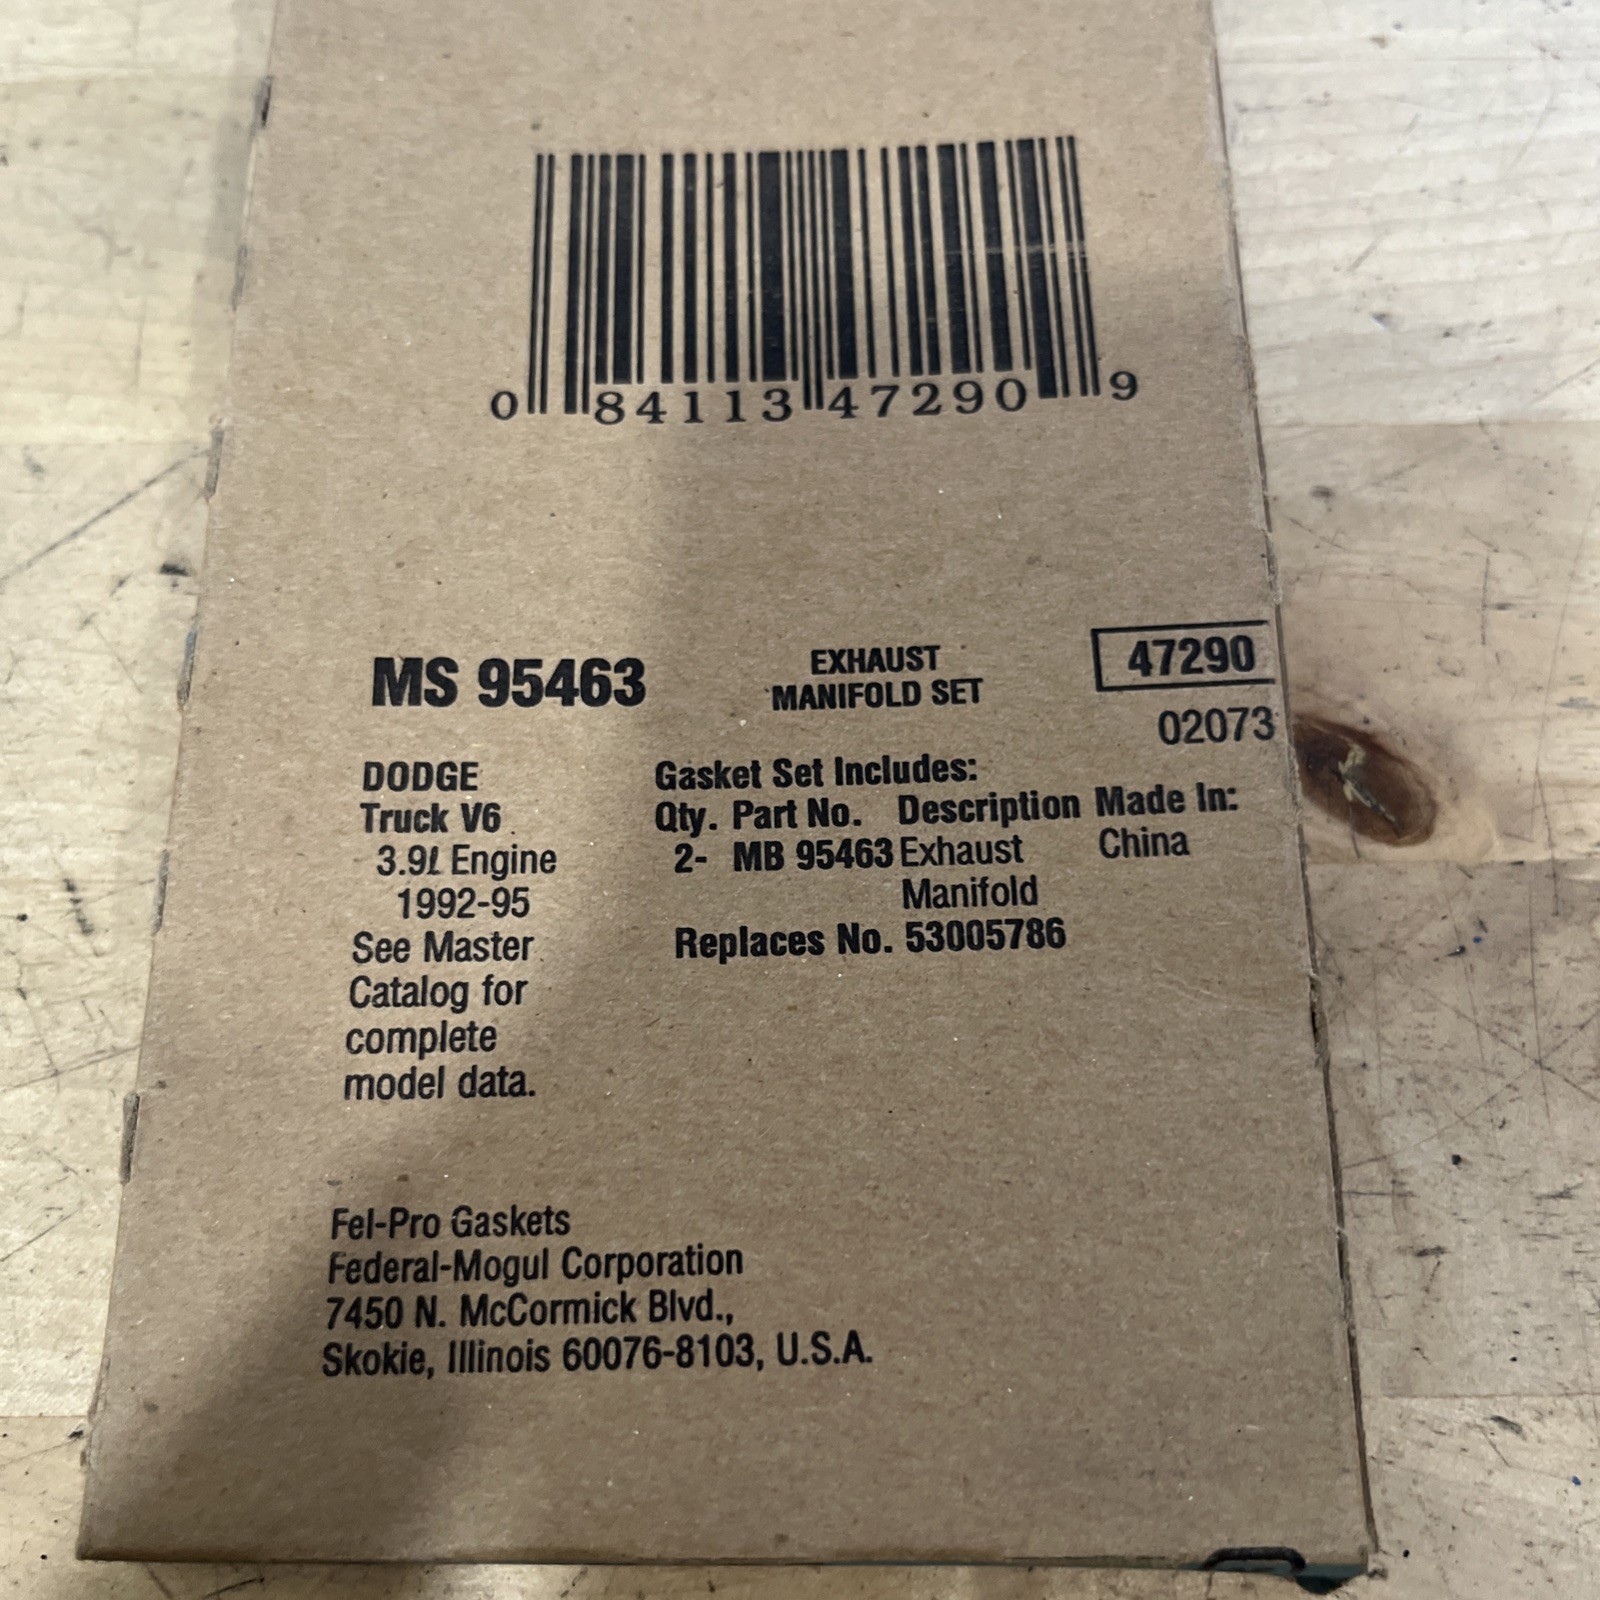 0 84113 47290 9
MS 95463
EXHAUST
MANIFOLD SET
47290
02073
DODGE
Truck V6
3.9ℓ Engine
1992-95
See Master
Catalog for
complete
model data.
Gasket Set Includes:
Qty. Part No. Description Made In:
2- MB 95463 Exhaust China
Manifold
Replaces No. 53005786
Fel-Pro Gaskets
Federal-Mogul Corporation
7450 N. McCormick Blvd.,
Skokie, Illinois 60076-8103, U.S.A.